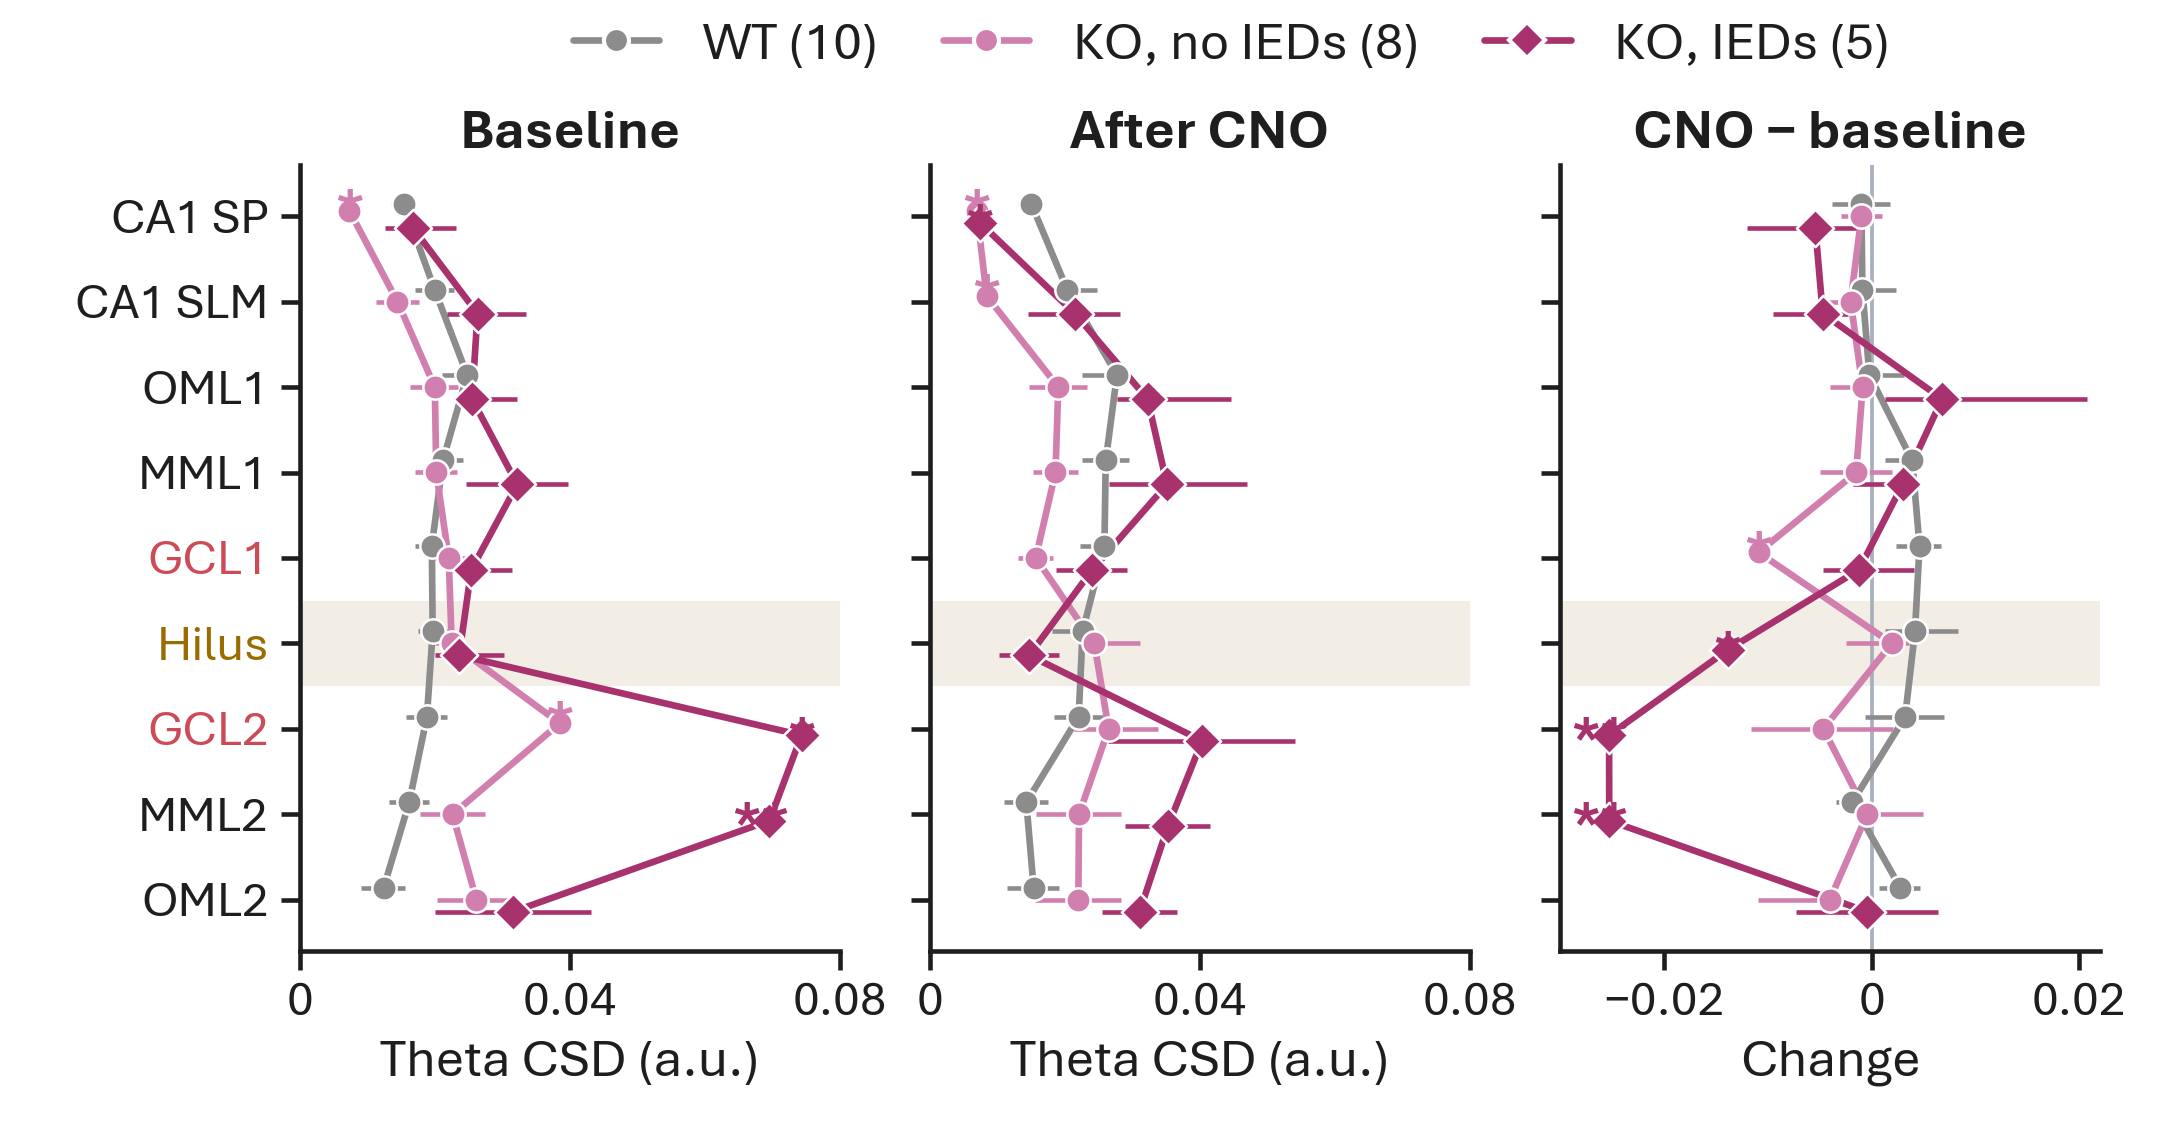 WT (10) KO, no IEDs (8) KO, IEDs (5)
Baseline After CNO CNO − baseline
CA1 SP
CA1 SLM
OML1
MML1
GCL1
Hilus
GCL2
MML2
OML2
0 0.04 0.08 0 0.04 0.08 −0.02 0 0.02
Theta CSD (a.u.) Theta CSD (a.u.) Change